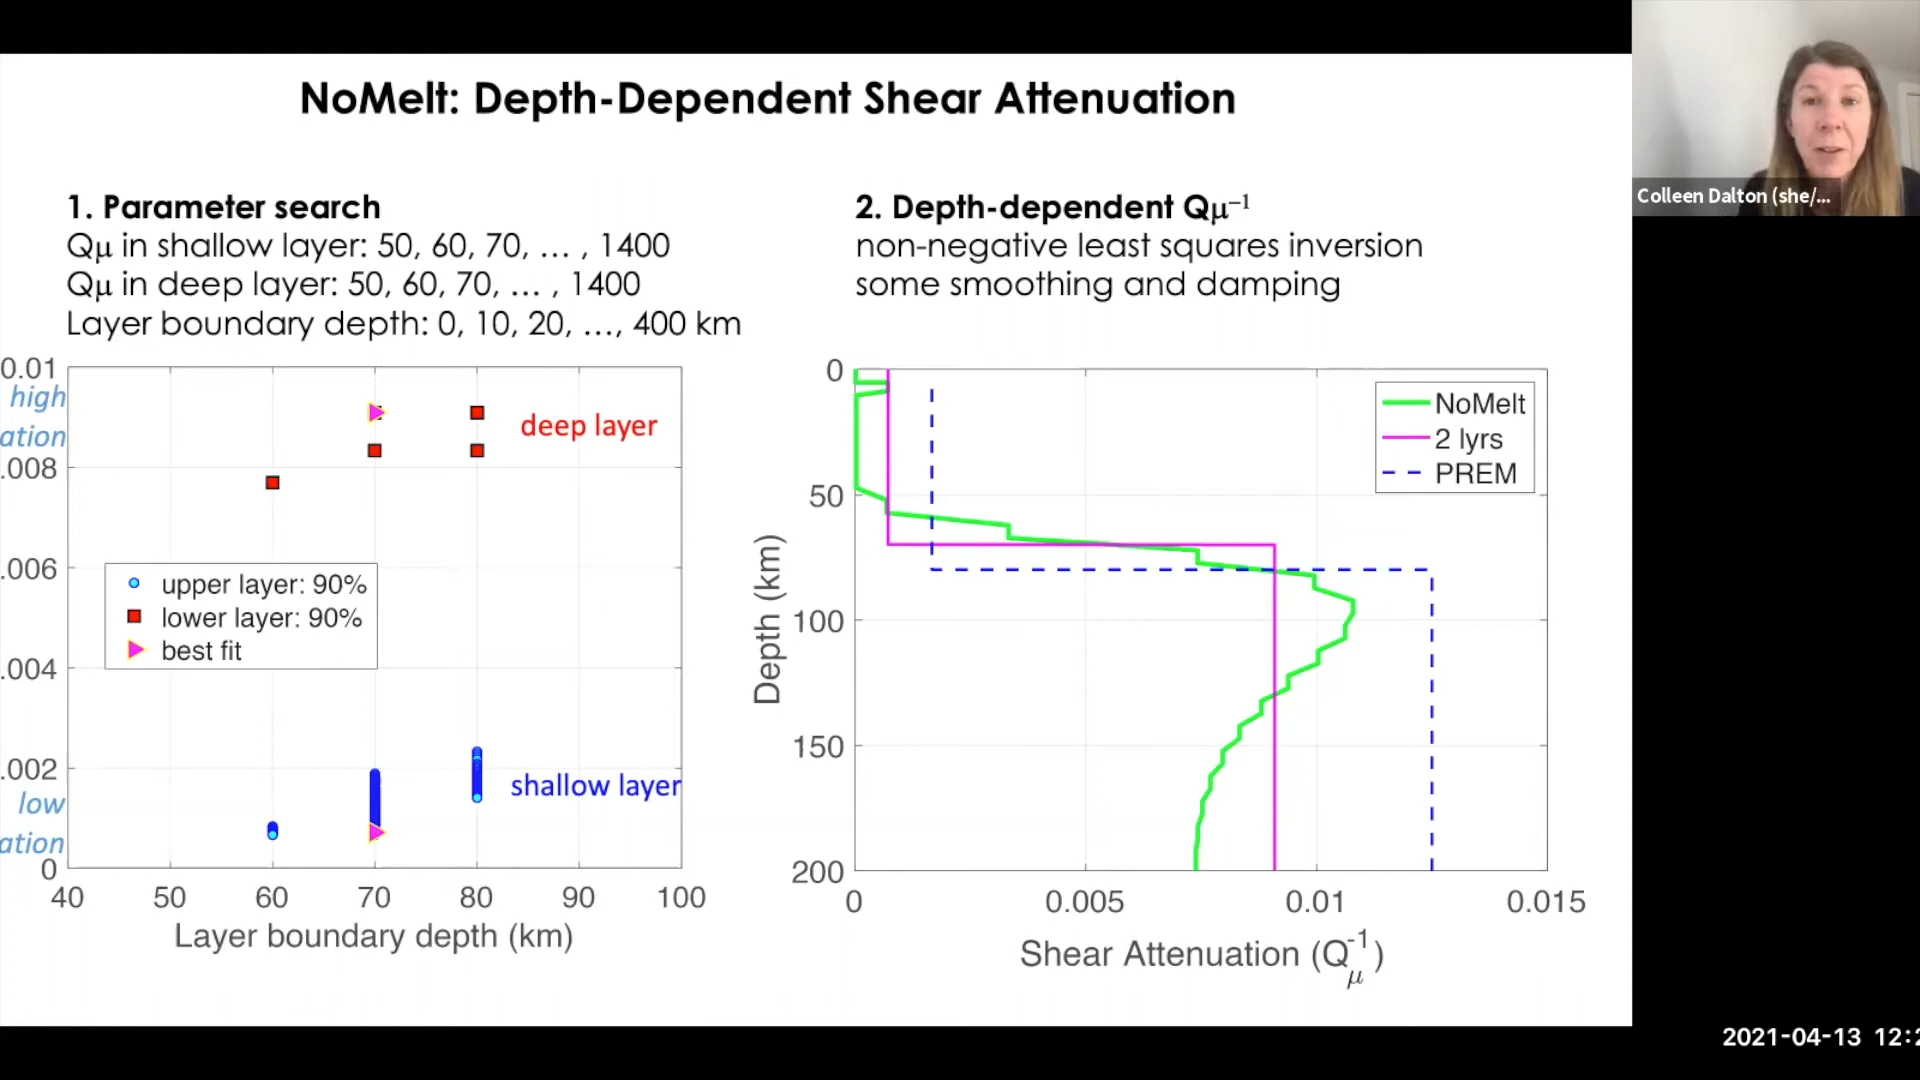 NoMelt: Depth-Dependent Shear Attenuation
1. Parameter search
Qμ in shallow layer: 50, 60, 70, … , 1400
Qμ in deep layer: 50, 60, 70, … , 1400
Layer boundary depth: 0, 10, 20, …, 400 km
2. Depth-dependent Qμ⁻¹
non-negative least squares inversion
some smoothing and damping
Colleen Dalton (she/...
0.01
high
ation
.008
.006
.004
.002
low
ation
0
deep layer
upper layer: 90%
lower layer: 90%
best fit
shallow layer
40 50 60 70 80 90 100
Layer boundary depth (km)
0
50
100
150
200
Depth (km)
NoMelt
2 lyrs
PREM
0 0.005 0.01 0.015
Shear Attenuation (Qμ⁻¹)
2021-04-13 12:2